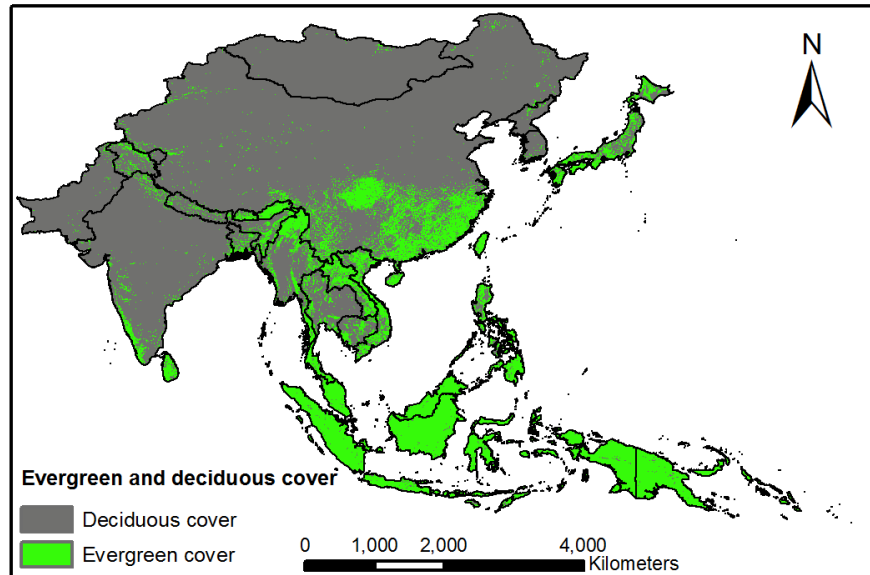 N
Evergreen and deciduous cover
Deciduous cover
Evergreen cover
0 1,000 2,000 4,000
Kilometers